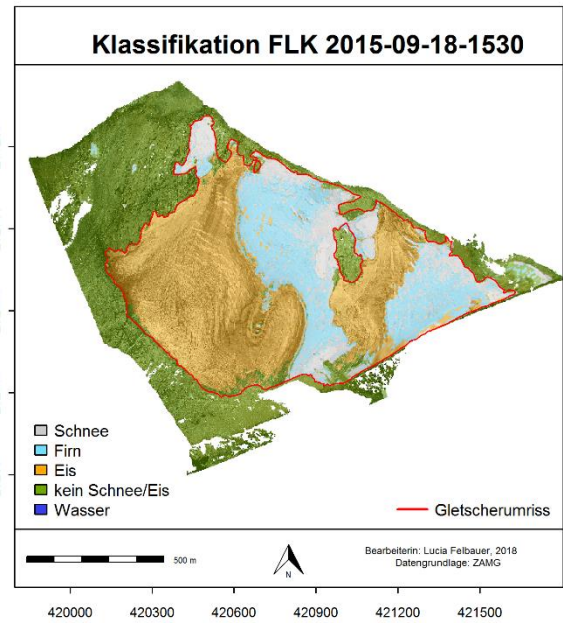 Klassifikation FLK 2015-09-18-1530
Schnee
Firn
Eis
kein Schnee/Eis
Wasser
Gletscherumriss
500 m
N
Bearbeiterin: Lucia Felbauer, 2018
Datengrundlage: ZAMG
420000 420300 420600 420900 421200 421500